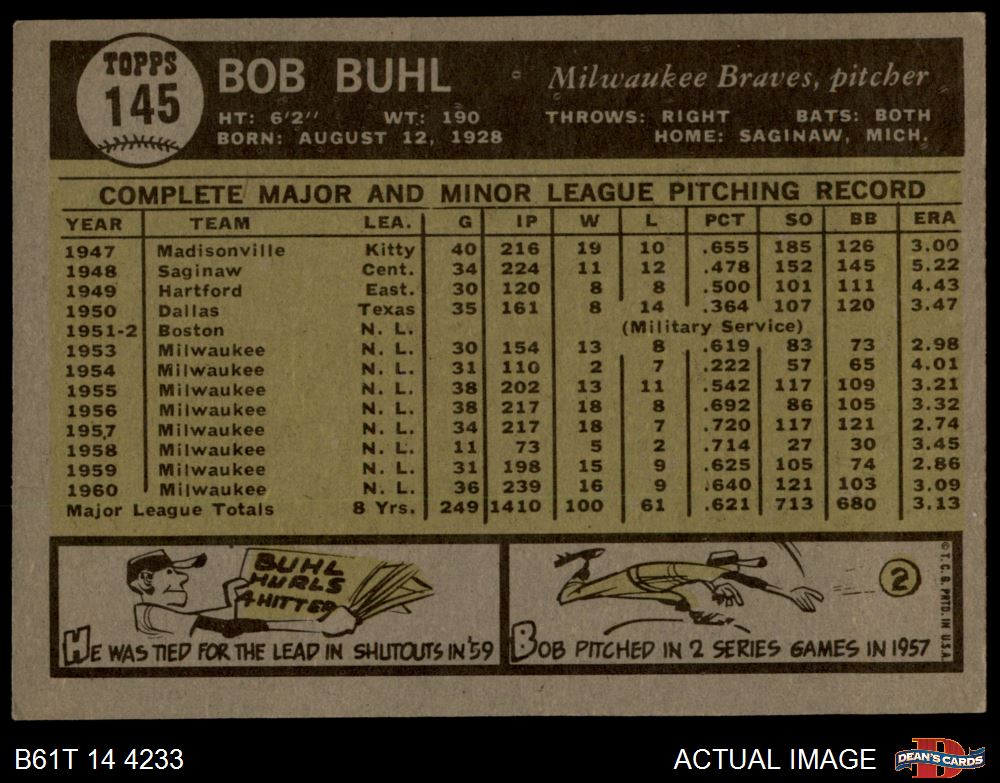 TOPPS
145
BOB BUHL
Milwaukee Braves, pitcher
HT: 6'2" WT: 190 THROWS: RIGHT BATS: BOTH
BORN: AUGUST 12, 1928 HOME: SAGINAW, MICH.
COMPLETE MAJOR AND MINOR LEAGUE PITCHING RECORD
YEAR TEAM LEA. G IP W L PCT SO BB ERA
1947 Madisonville Kitty 40 216 19 10 .655 185 126 3.00
1948 Saginaw Cent. 34 224 11 12 .478 152 145 5.22
1949 Hartford East. 30 120 8 8 .500 101 111 4.43
1950 Dallas Texas 35 161 8 14 .364 107 120 3.47
1951-2 Boston N. L. (Military Service)
1953 Milwaukee N. L. 30 154 13 8 .619 83 73 2.98
1954 Milwaukee N. L. 31 110 2 7 .222 57 65 4.01
1955 Milwaukee N. L. 38 202 13 11 .542 117 109 3.21
1956 Milwaukee N. L. 38 217 18 8 .692 86 105 3.32
1957 Milwaukee N. L. 34 217 18 7 .720 117 121 2.74
1958 Milwaukee N. L. 11 73 5 2 .714 27 30 3.45
1959 Milwaukee N. L. 31 198 15 9 .625 105 74 2.86
1960 Milwaukee N. L. 36 239 16 9 .640 121 103 3.09
Major League Totals 8 Yrs. 249 1410 100 61 .621 713 680 3.13
BUHL
HURLS
4 HITTER
HE WAS TIED FOR THE LEAD IN SHUTOUTS IN '59
2
BOB PITCHED IN 2 SERIES GAMES IN 1957
© T.C.G. PRTD. IN U.S.A.
B61T 14 4233
ACTUAL IMAGE
D
DEAN'S CARDS